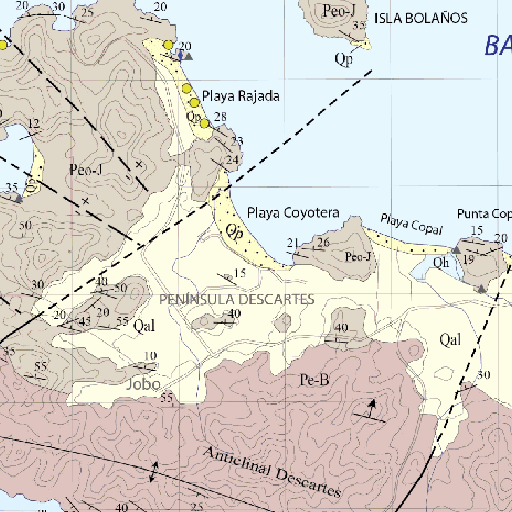 20
30
25
20
Peo-J
35
ISLA BOLAÑOS
BA
20
Qp
Playa Rajada
Qp
28
23
24
12
Peo-J
35
50
Qp
Playa Coyotera
Playa Copal
Punta Cop
15
20
21
26
Peo-J
Qh
19
30
40
50
15
PENÍNSULA DESCARTES
20
45
20
55
Qal
40
40
Qal
35
55
10
Jobo
55
Pe-B
30
Anticlinal Descartes
40
25